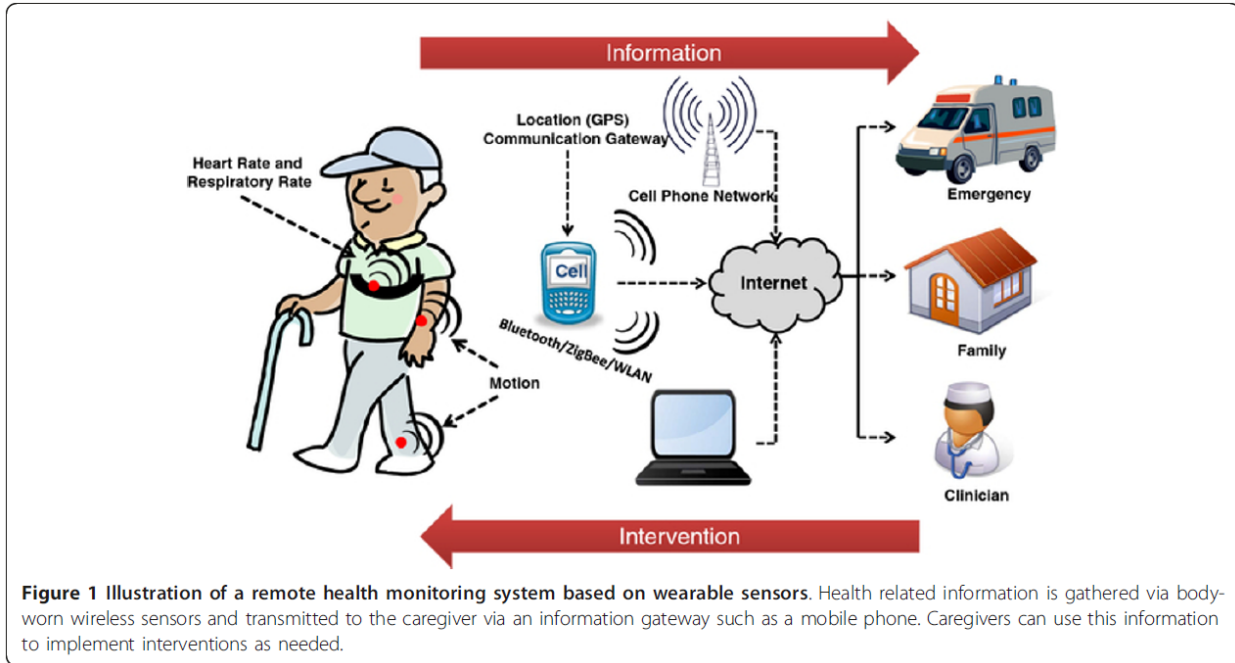 Information
Location (GPS)
Communication Gateway
Heart Rate and
Respiratory Rate
Cell Phone Network
Emergency
Cell
Internet
Bluetooth/ZigBee/WLAN
Family
Motion
Clinician
Intervention
Figure 1 Illustration of a remote health monitoring system based on wearable sensors. Health related information is gathered via body-
worn wireless sensors and transmitted to the caregiver via an information gateway such as a mobile phone. Caregivers can use this information
to implement interventions as needed.